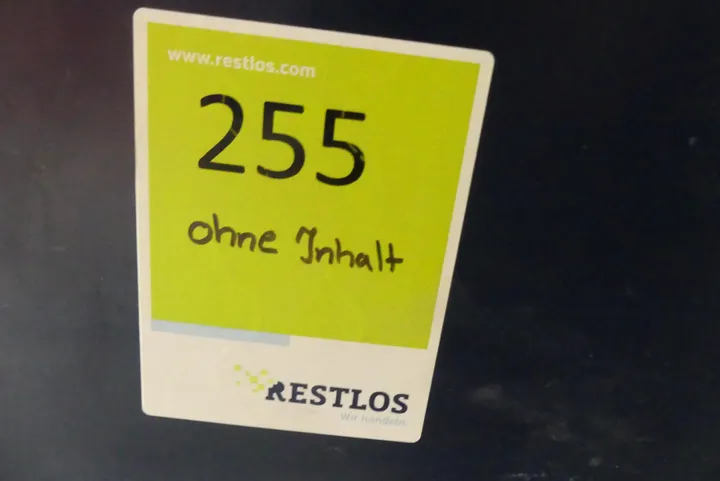 www.restlos.com
255
ohne Inhalt
RESTLOS
Wir handeln.